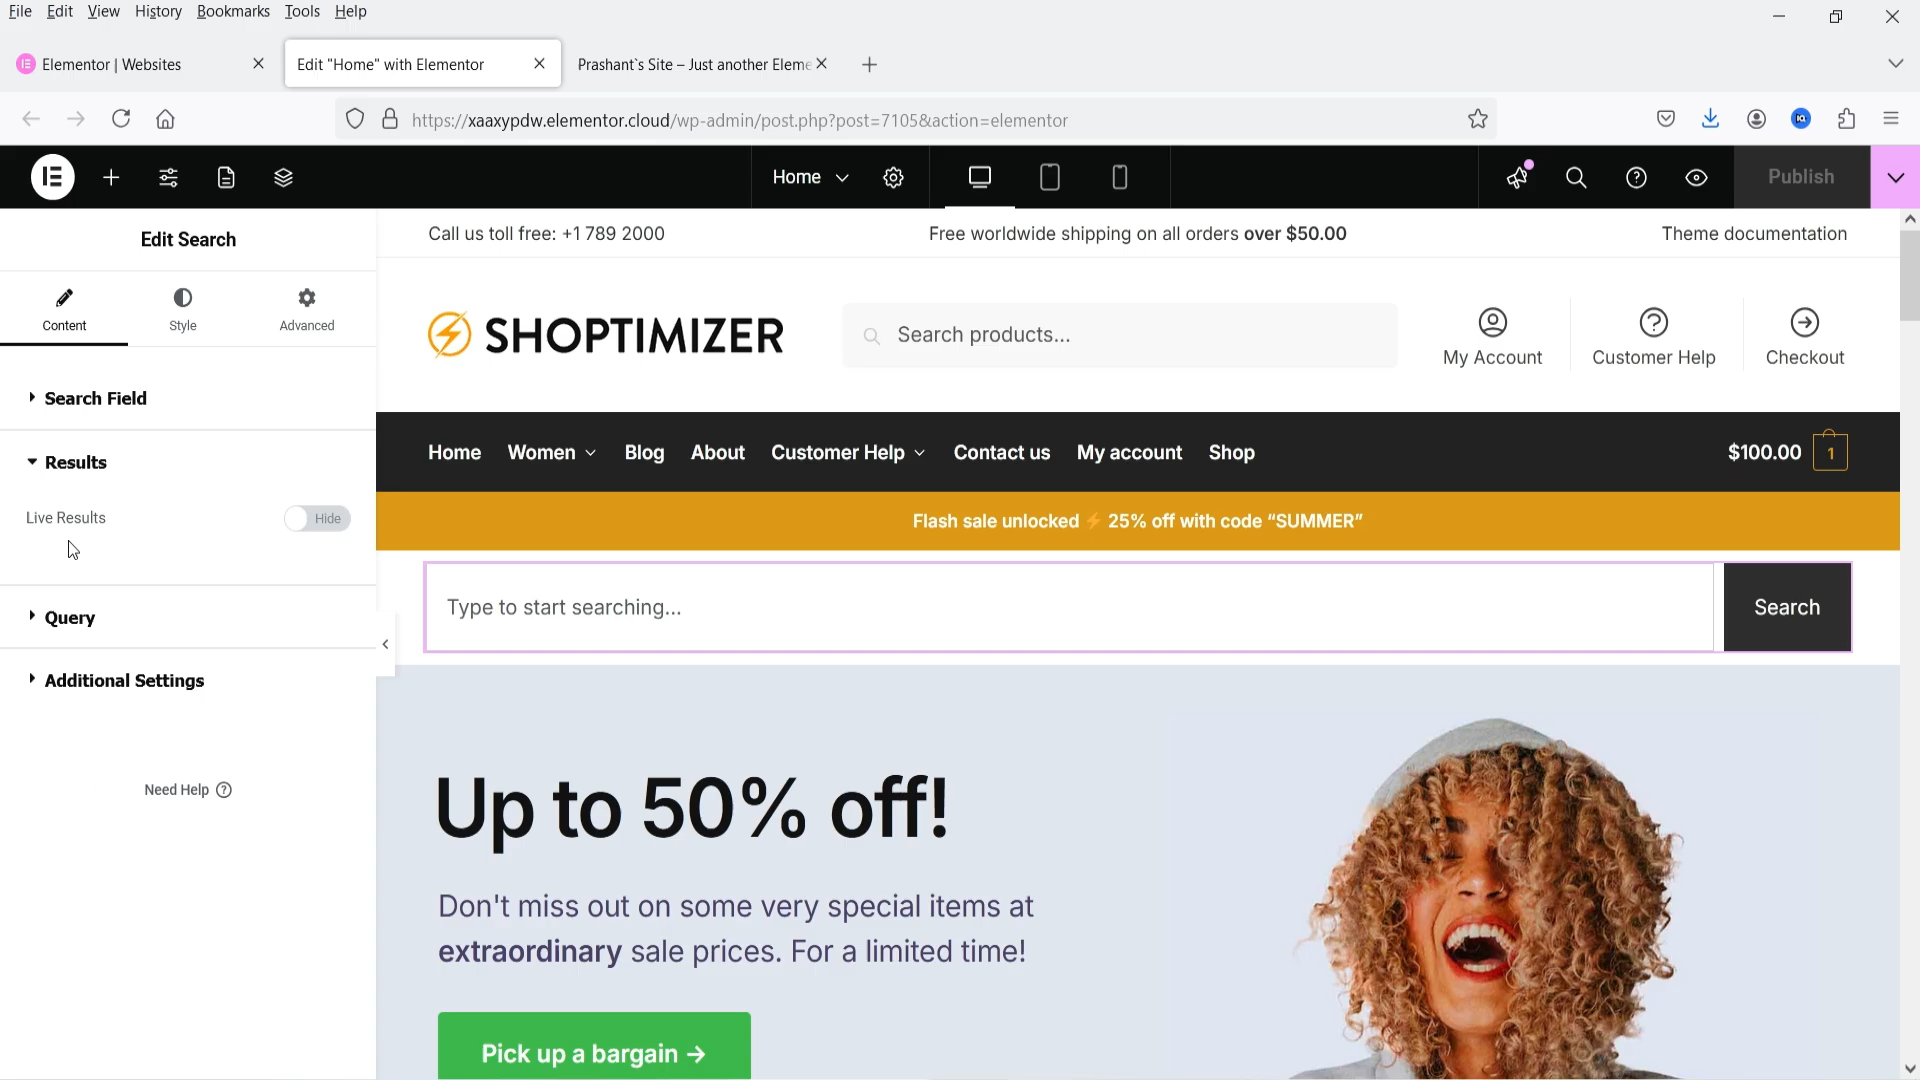 File Edit View History Bookmarks Tools Help
Elementor | Websites
Edit "Home" with Elementor
Prashant`s Site – Just another Eleme
https://xaaxypdw.elementor.cloud/wp-admin/post.php?post=7105&action=elementor
Home
Publish
Edit Search
Content
Style
Advanced
Search Field
Results
Live Results
Hide
Query
Additional Settings
Need Help
Call us toll free: +1 789 2000
Free worldwide shipping on all orders over $50.00
Theme documentation
SHOPTIMIZER
Search products...
My Account
Customer Help
Checkout
Home Women Blog About Customer Help Contact us My account Shop
$100.00 1
Flash sale unlocked ⚡ 25% off with code “SUMMER”
Type to start searching...
Search
Up to 50% off!
Don't miss out on some very special items at
extraordinary sale prices. For a limited time!
Pick up a bargain →